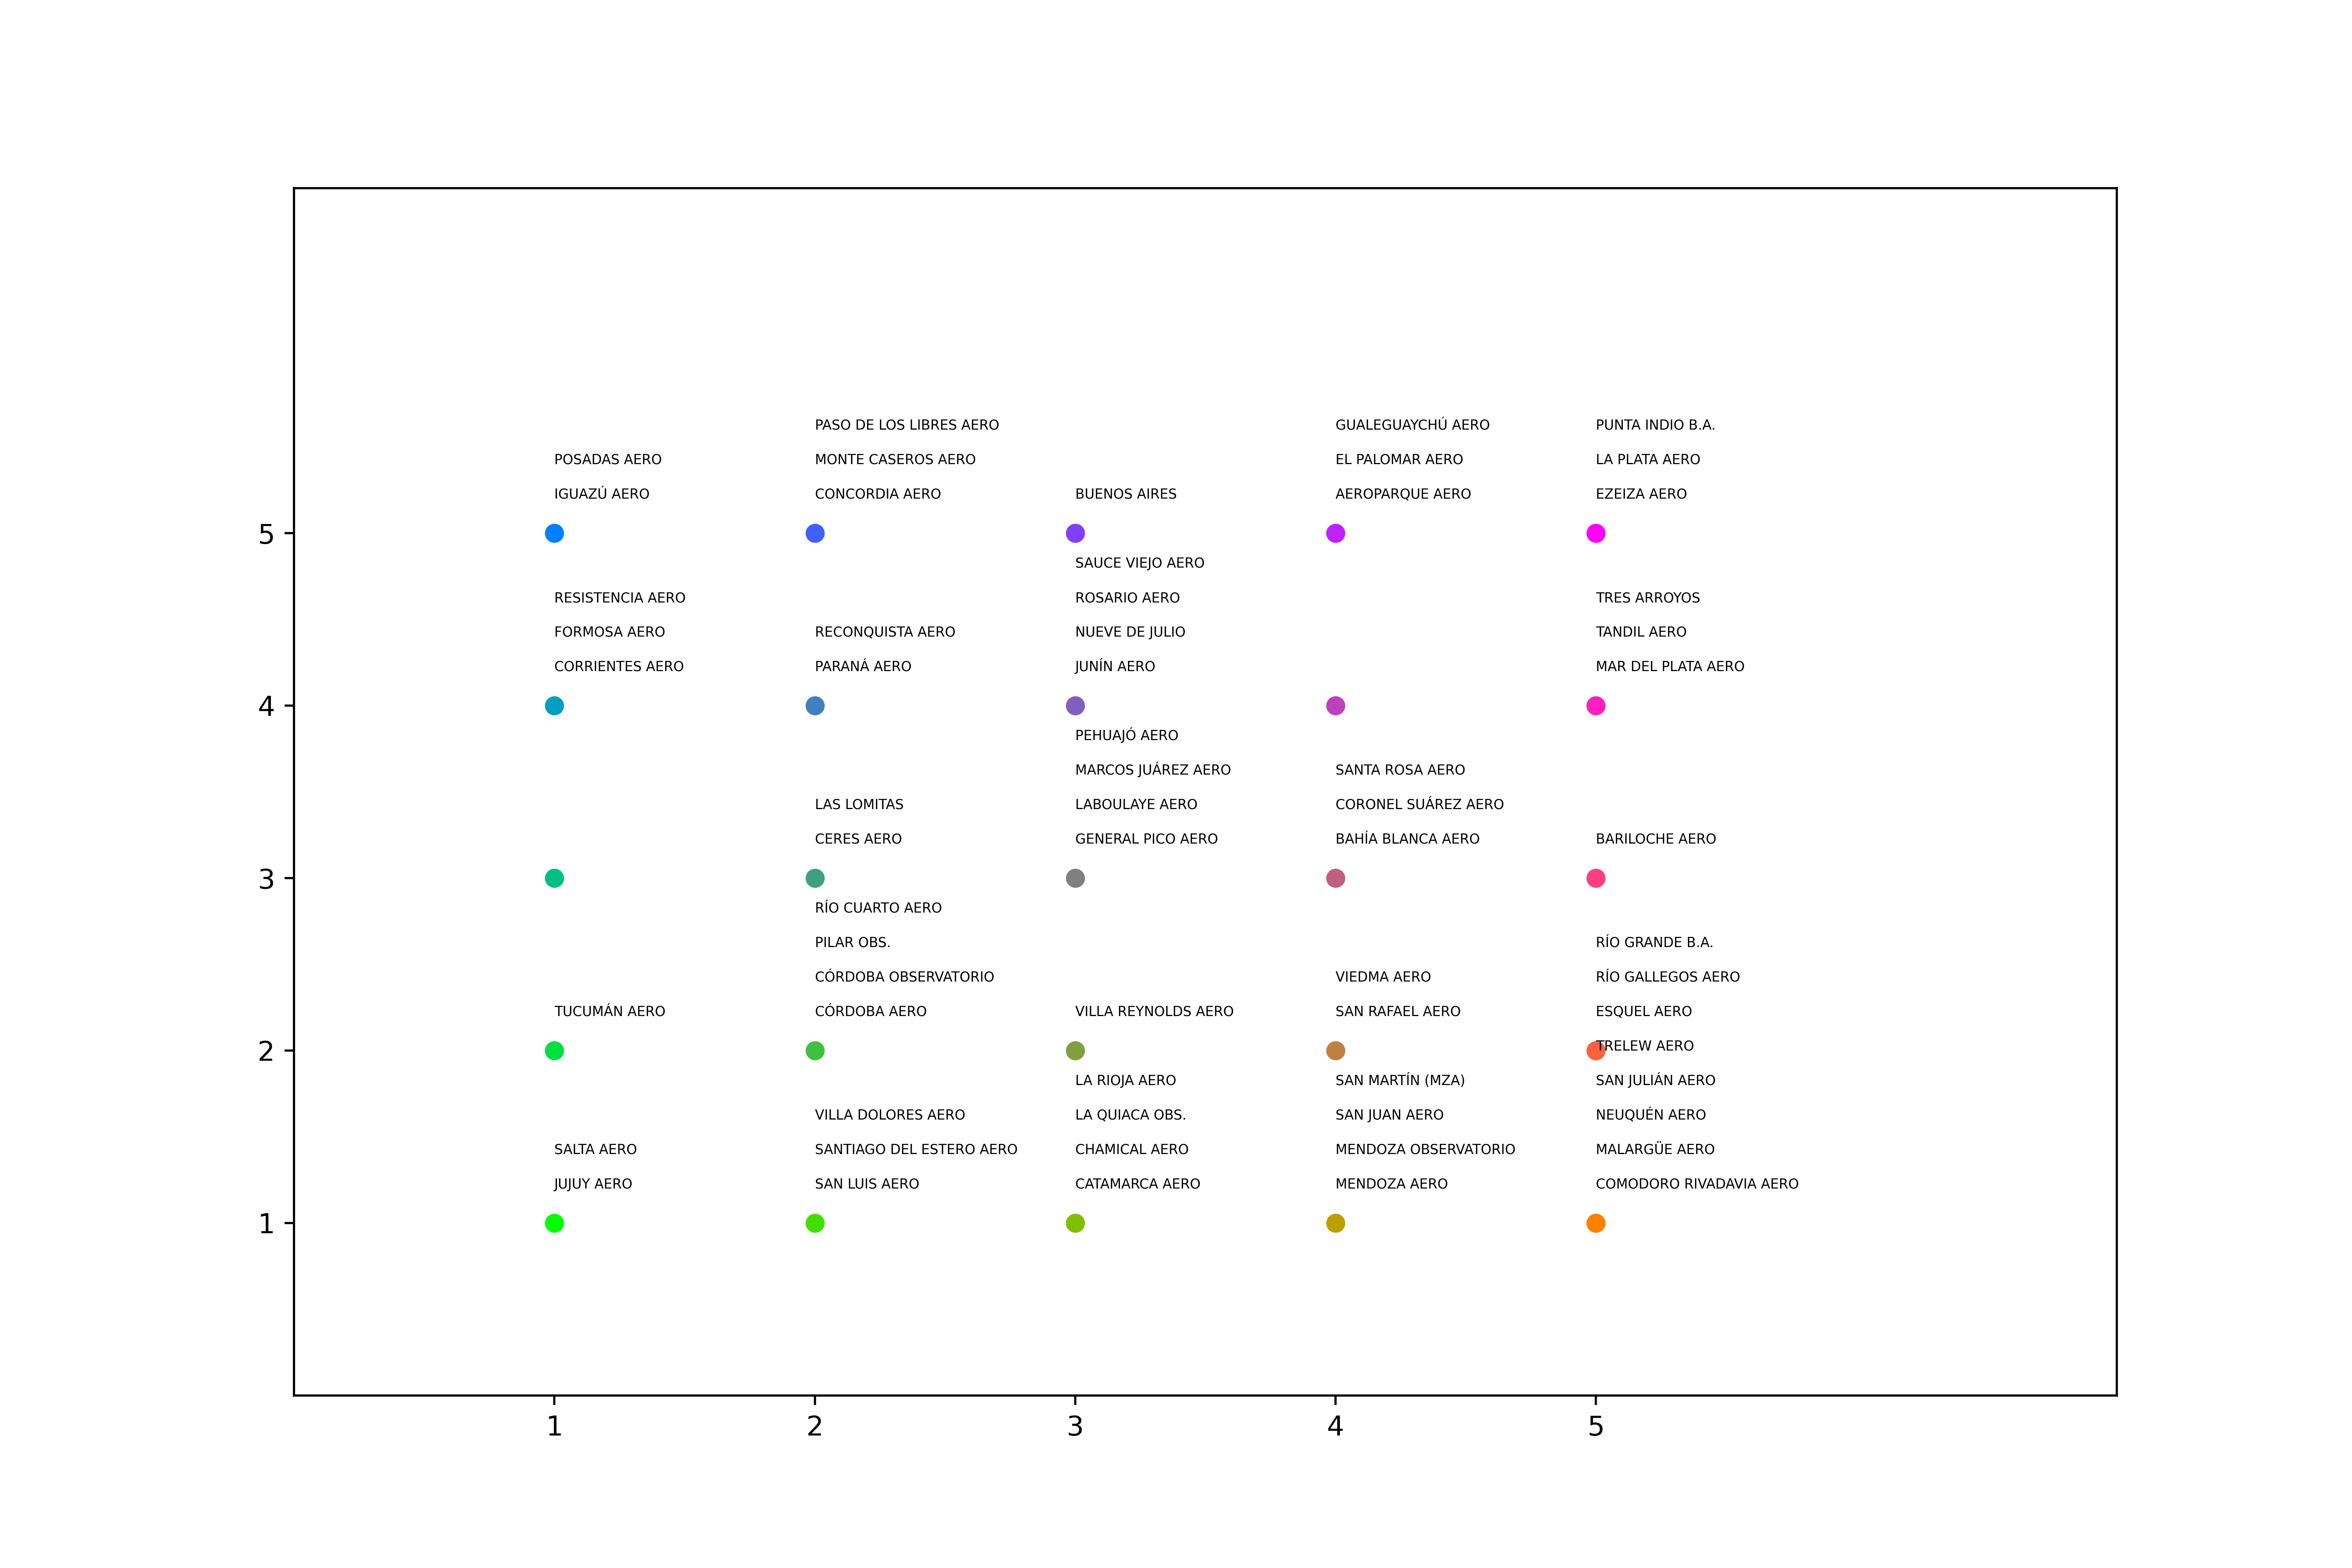 PASO DE LOS LIBRES AERO
GUALEGUAYCHÚ AERO
PUNTA INDIO B.A.
POSADAS AERO
MONTE CASEROS AERO
EL PALOMAR AERO
LA PLATA AERO
IGUAZÚ AERO
CONCORDIA AERO
BUENOS AIRES
AEROPARQUE AERO
EZEIZA AERO
5
SAUCE VIEJO AERO
RESISTENCIA AERO
ROSARIO AERO
TRES ARROYOS
FORMOSA AERO
RECONQUISTA AERO
NUEVE DE JULIO
TANDIL AERO
CORRIENTES AERO
PARANÁ AERO
JUNÍN AERO
MAR DEL PLATA AERO
4
PEHUAJÓ AERO
MARCOS JUÁREZ AERO
SANTA ROSA AERO
LAS LOMITAS
LABOULAYE AERO
CORONEL SUÁREZ AERO
CERES AERO
GENERAL PICO AERO
BAHÍA BLANCA AERO
BARILOCHE AERO
3
RÍO CUARTO AERO
PILAR OBS.
RÍO GRANDE B.A.
CÓRDOBA OBSERVATORIO
VIEDMA AERO
RÍO GALLEGOS AERO
TUCUMÁN AERO
CÓRDOBA AERO
VILLA REYNOLDS AERO
SAN RAFAEL AERO
ESQUEL AERO
2
TRELEW AERO
LA RIOJA AERO
SAN MARTÍN (MZA)
SAN JULIÁN AERO
VILLA DOLORES AERO
LA QUIACA OBS.
SAN JUAN AERO
NEUQUÉN AERO
SALTA AERO
SANTIAGO DEL ESTERO AERO
CHAMICAL AERO
MENDOZA OBSERVATORIO
MALARGÜE AERO
JUJUY AERO
SAN LUIS AERO
CATAMARCA AERO
MENDOZA AERO
COMODORO RIVADAVIA AERO
1
1 2 3 4 5